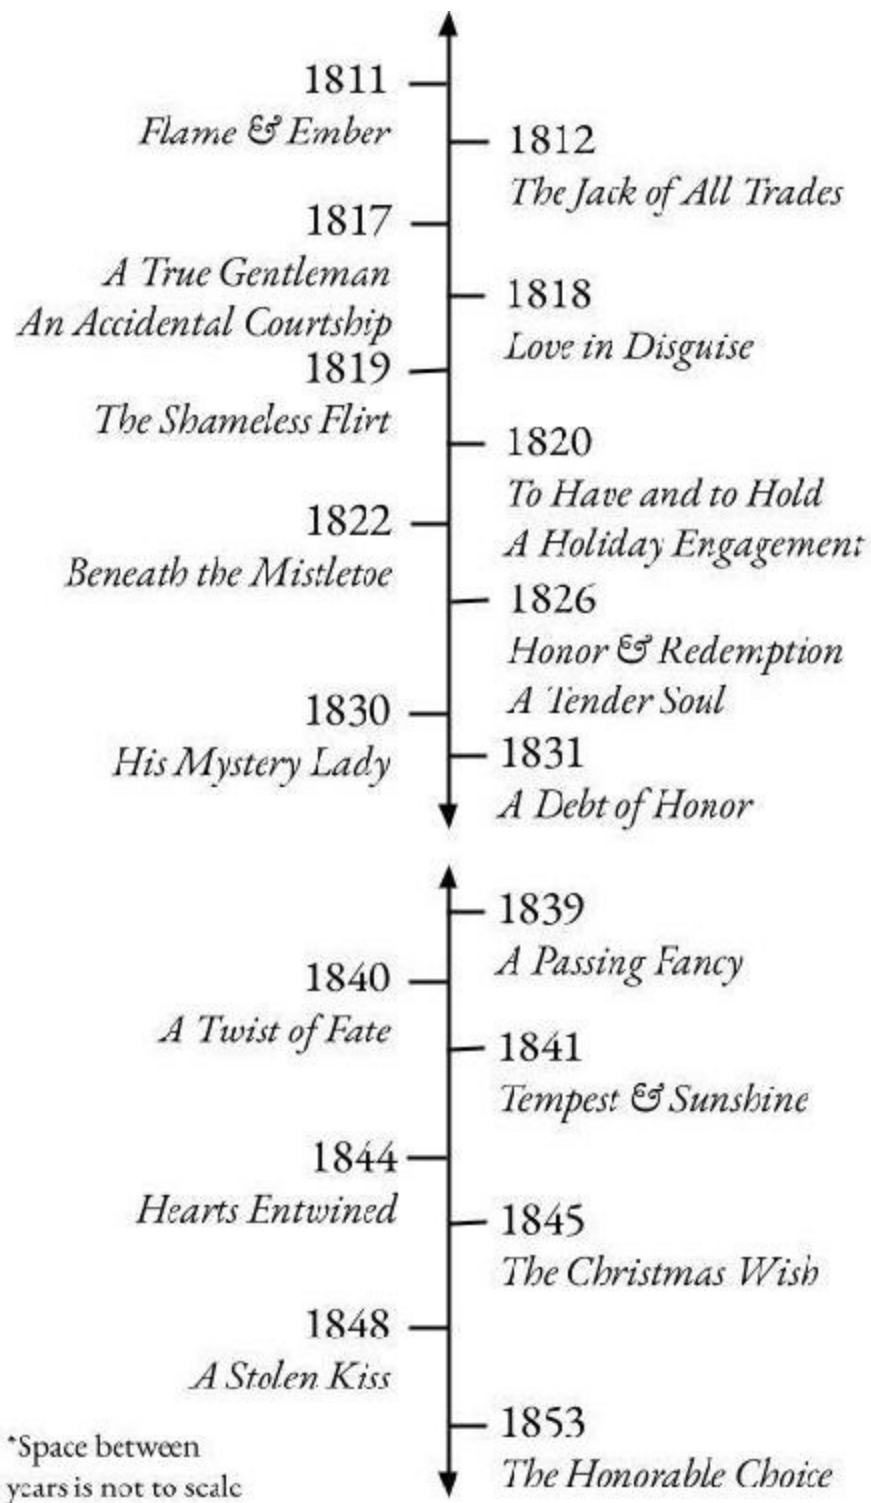 1811
Flame & Ember
1812
The Jack of All Trades
1817
A True Gentleman
An Accidental Courtship
1818
Love in Disguise
1819
The Shameless Flirt
1820
To Have and to Hold
A Holiday Engagement
1822
Beneath the Mistletoe
1826
Honor & Redemption
A Tender Soul
1830
His Mystery Lady
1831
A Debt of Honor
1839
A Passing Fancy
1840
A Twist of Fate
1841
Tempest & Sunshine
1844
Hearts Entwined
1845
The Christmas Wish
1848
A Stolen Kiss
1853
The Honorable Choice
*Space between
years is not to scale